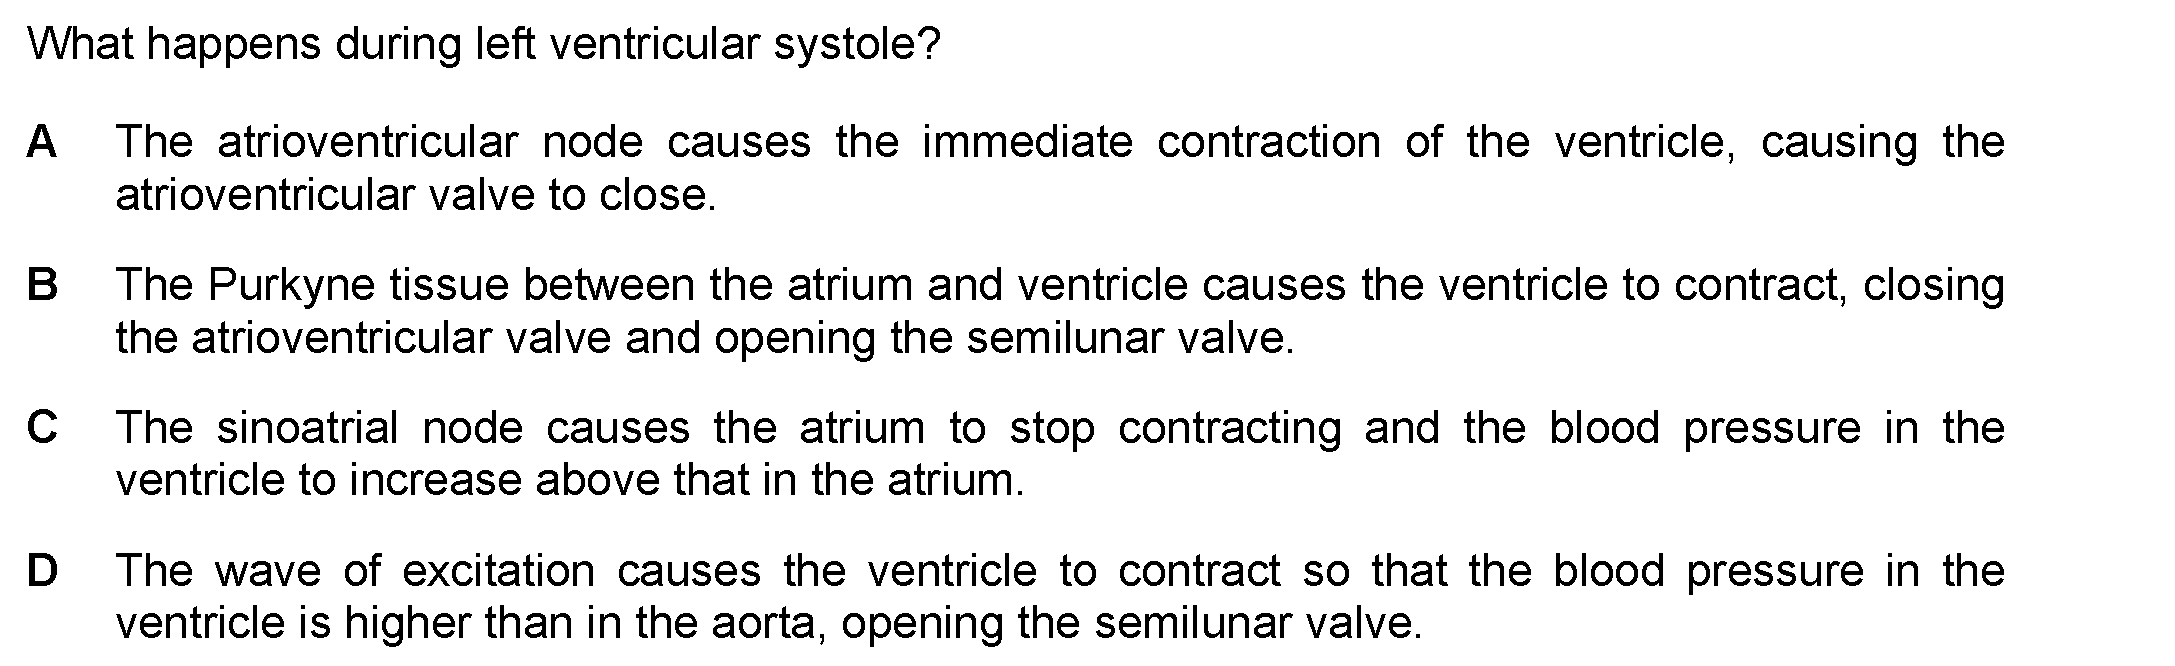 What happens during left ventricular systole?
A The atrioventricular node causes the immediate contraction of the ventricle, causing the
atrioventricular valve to close.
B The Purkyne tissue between the atrium and ventricle causes the ventricle to contract, closing
the atrioventricular valve and opening the semilunar valve.
C The sinoatrial node causes the atrium to stop contracting and the blood pressure in the
ventricle to increase above that in the atrium.
D The wave of excitation causes the ventricle to contract so that the blood pressure in the
ventricle is higher than in the aorta, opening the semilunar valve.